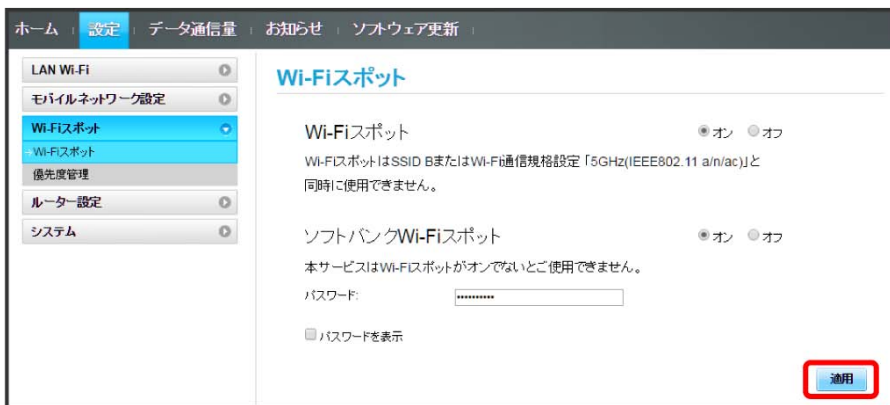 ホーム 設定 データ通信量 お知らせ ソフトウェア更新
LAN Wi-Fi
モバイルネットワーク設定
Wi-Fiスポット
Wi-Fiスポット
優先度管理
ルーター設定
システム
Wi-Fiスポット
Wi-Fiスポット オン オフ
Wi-FiスポットはSSID BまたはWi-Fi通信規格設定「5GHz(IEEE802.11 a/n/ac)」と
同時に使用できません。
ソフトバンクWi-Fiスポット オン オフ
本サービスはWi-Fiスポットがオンでないとご使用できません。
パスワード: ••••••••••
パスワードを表示
適用